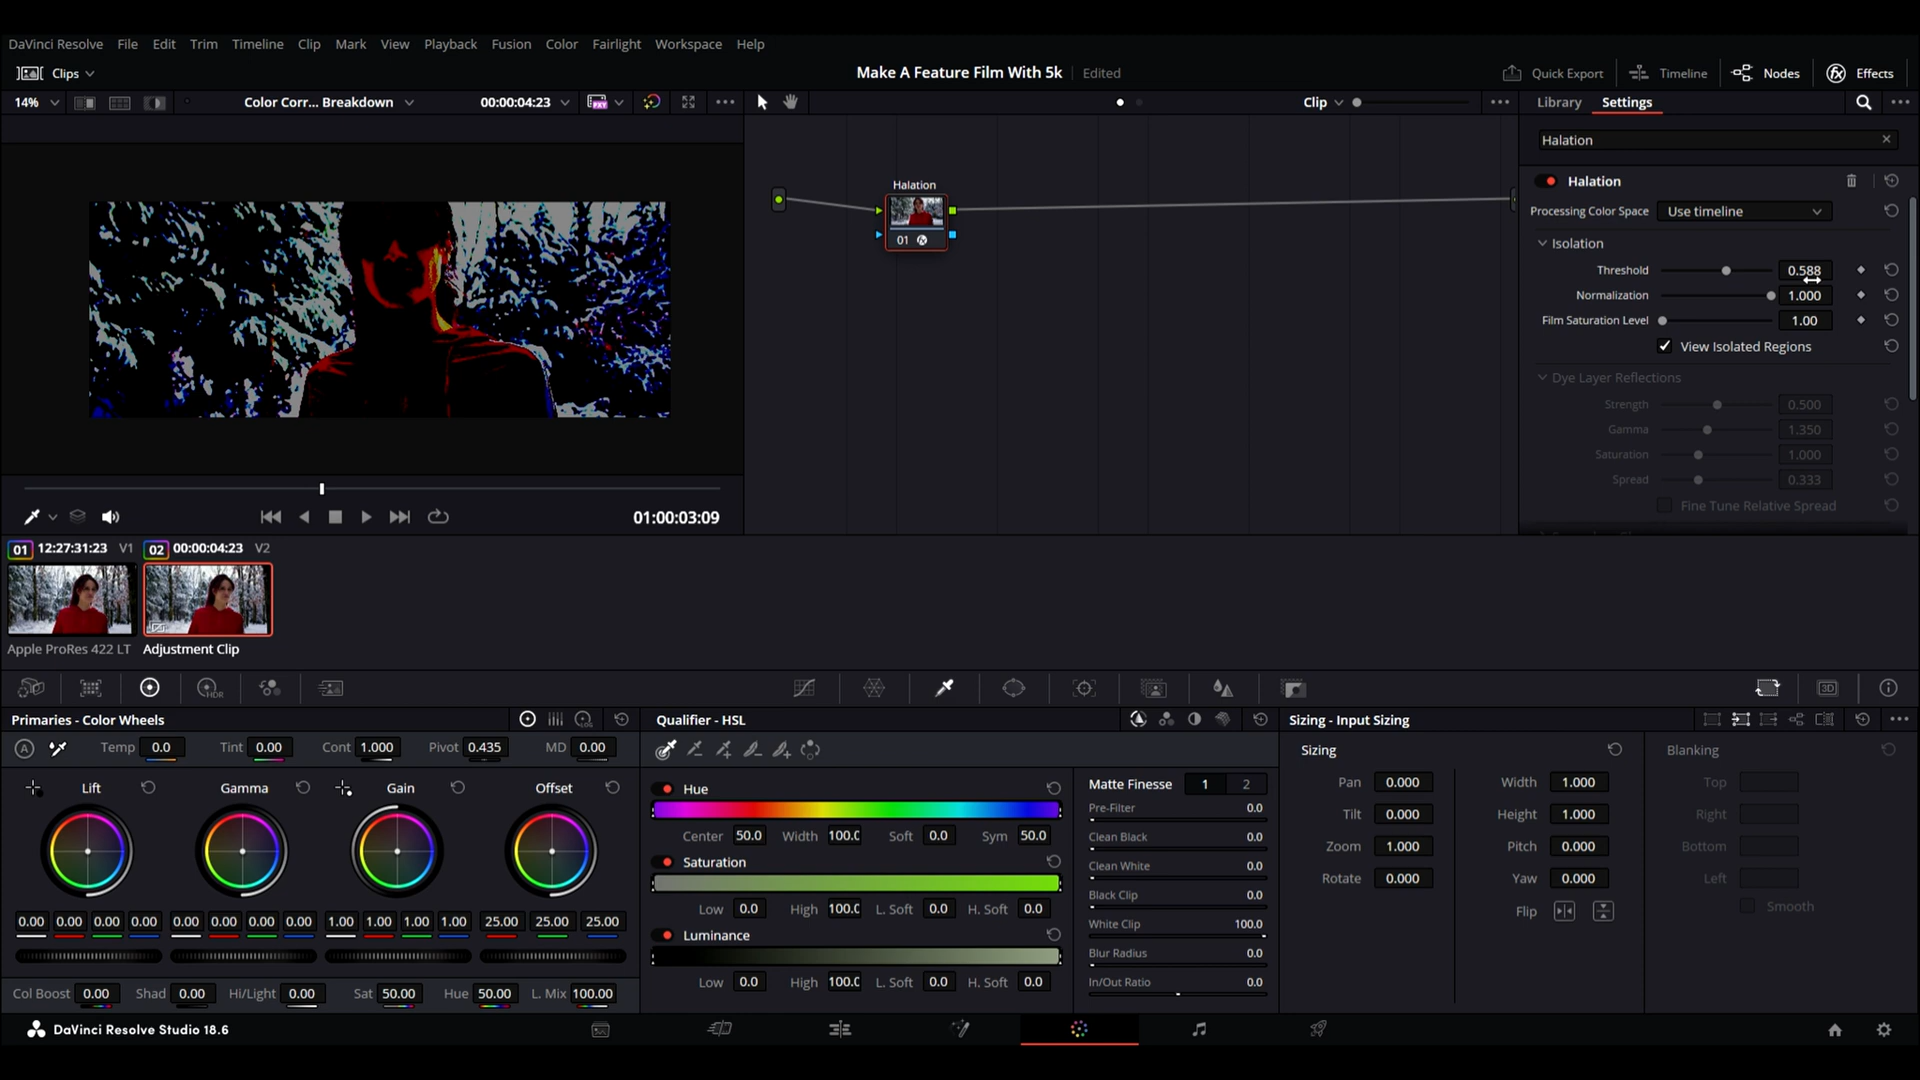 DaVinci Resolve File Edit Trim Timeline Clip Mark View Playback Fusion Color Fairlight Workspace Help
Clips
Make A Feature Film With 5k Edited
Quick Export Timeline Nodes Effects
14% Color Corr... Breakdown 00:00:04:23 PXY
Clip
Library Settings
Halation
Halation
Processing Color Space Use timeline
Isolation
Threshold 0.588
Normalization 1.000
Film Saturation Level 1.00
View Isolated Regions
Dye Layer Reflections
Strength 0.500
Gamma 1.350
Saturation 1.000
Spread 0.333
Fine Tune Relative Spread
Halation
01
01:00:03:09
01 12:27:31:23 V1 02 00:00:04:23 V2
Apple ProRes 422 LT Adjustment Clip
HDR
3D
Primaries - Color Wheels
LOG
A Temp 0.0 Tint 0.00 Cont 1.000 Pivot 0.435 MD 0.00
Lift Gamma Gain Offset
0.00 0.00 0.00 0.00 0.00 0.00 0.00 0.00 1.00 1.00 1.00 1.00 25.00 25.00 25.00
Col Boost 0.00 Shad 0.00 Hi/Light 0.00 Sat 50.00 Hue 50.00 L. Mix 100.00
Qualifier - HSL
Hue
Center 50.0 Width 100.0 Soft 0.0 Sym 50.0
Saturation
Low 0.0 High 100.0 L. Soft 0.0 H. Soft 0.0
Luminance
Low 0.0 High 100.0 L. Soft 0.0 H. Soft 0.0
Matte Finesse 1 2
Pre-Filter 0.0
Clean Black 0.0
Clean White 0.0
Black Clip 0.0
White Clip 100.0
Blur Radius 0.0
In/Out Ratio 0.0
Sizing - Input Sizing
Sizing
Pan 0.000 Width 1.000
Tilt 0.000 Height 1.000
Zoom 1.000 Pitch 0.000
Rotate 0.000 Yaw 0.000
Flip
Blanking
Top
Right
Bottom
Left
Smooth
DaVinci Resolve Studio 18.6